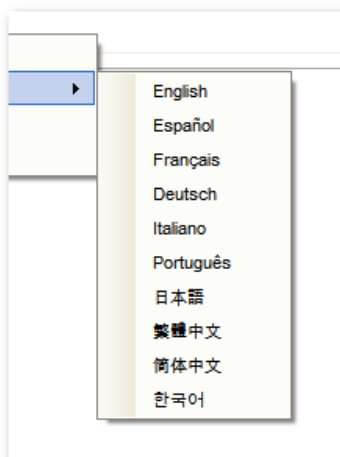 English
Español
Français
Deutsch
Italiano
Português
日本語
繁體中文
简体中文
한국어